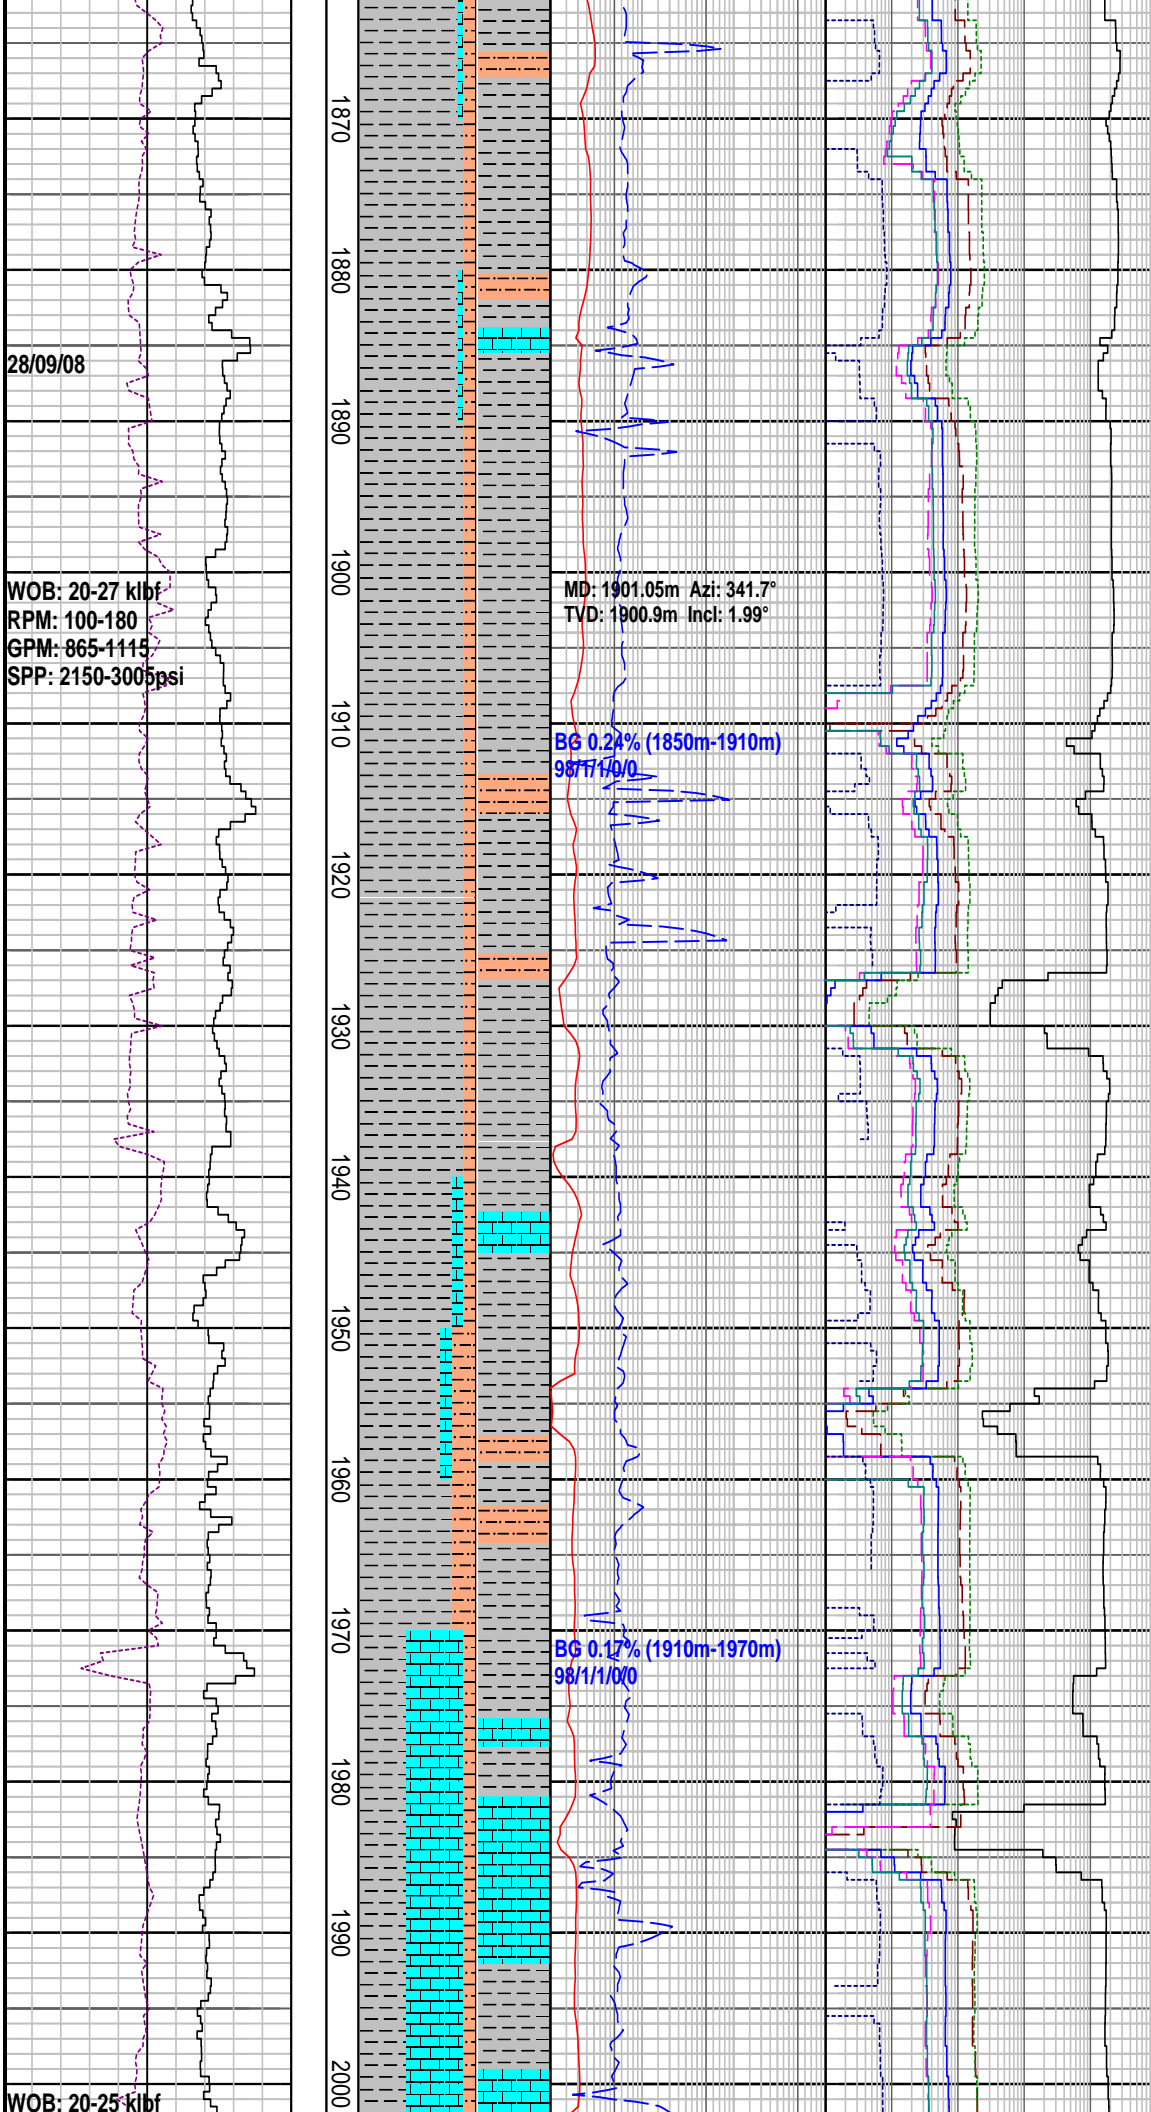 1870
1880
28/09/08
1890
1900
WOB: 20-27 klbf
RPM: 100-180
GPM: 865-1115
SPP: 2150-3005psi
MD: 1901.05m Azi: 341.7°
TVD: 1900.9m Incl: 1.99°
1910
BG 0.24% (1850m-1910m)
98/1/1/0/0
1920
1930
1940
1950
1960
1970
BG 0.17% (1910m-1970m)
98/1/1/0/0
1980
1990
2000
WOB: 20-25 klbf